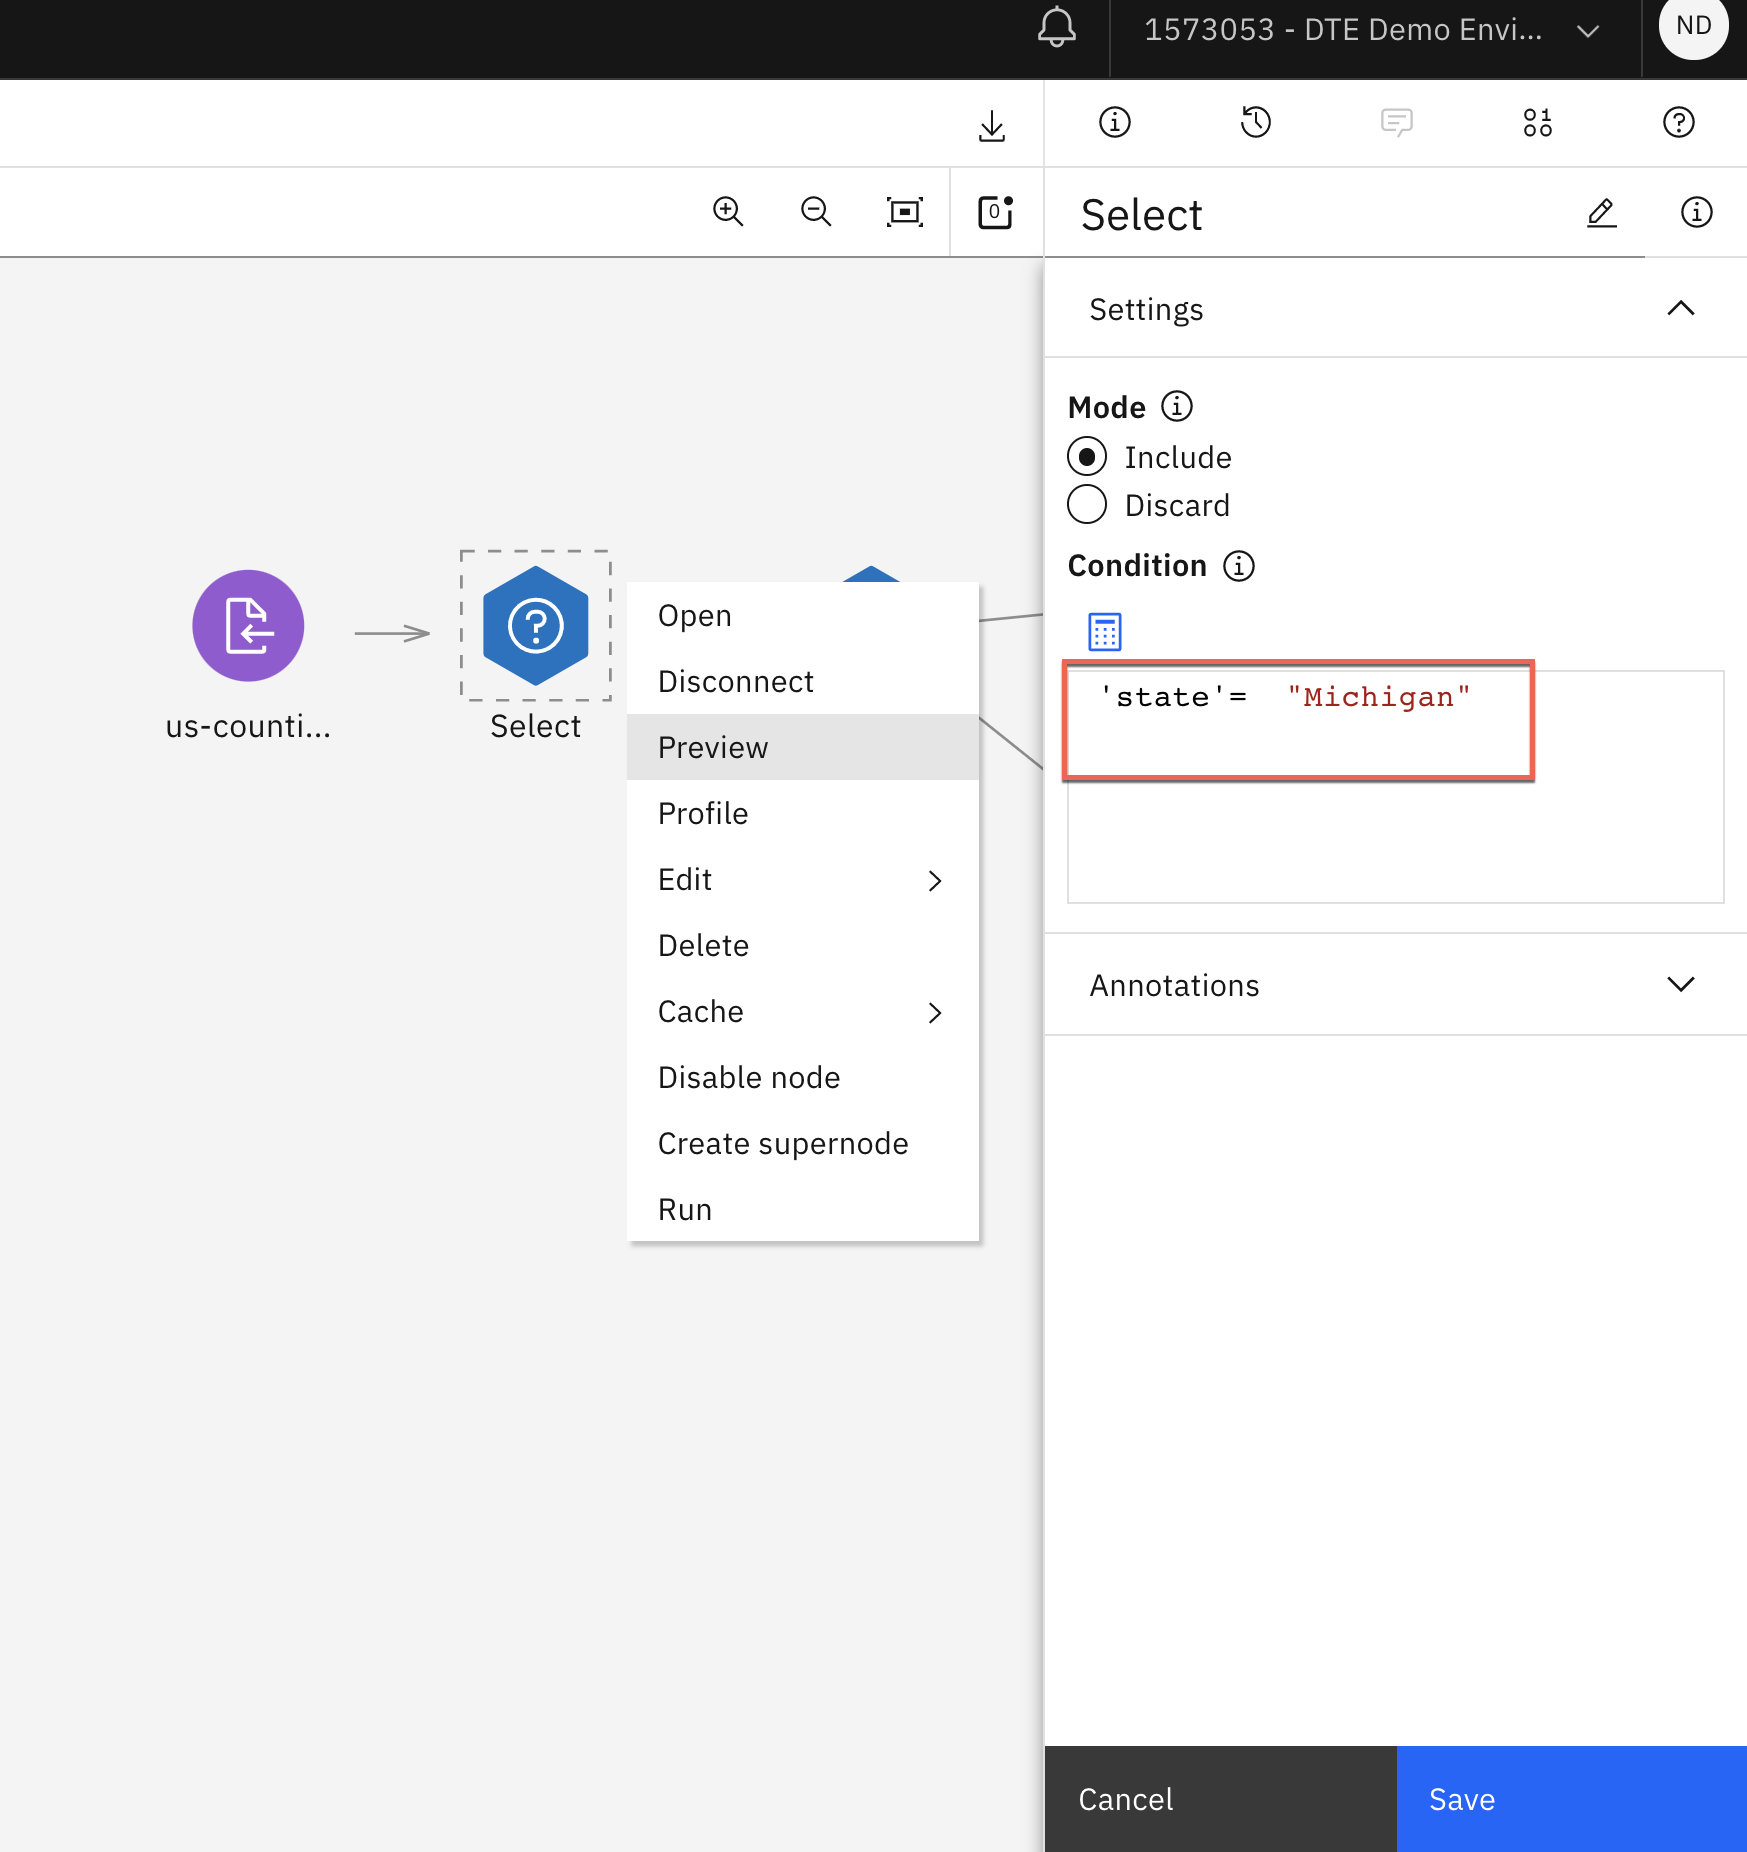 1573053 - DTE Demo Envi...
ND
0
Select
Settings
Mode
Include
Discard
Condition
'state'= "Michigan"
us-counti...
Select
Open
Disconnect
Preview
Profile
Edit
Delete
Cache
Disable node
Create supernode
Run
Annotations
Cancel
Save